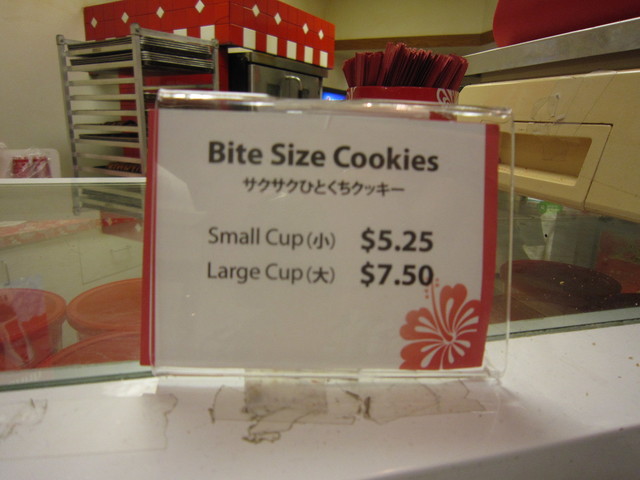 Bite Size Cookies
サクサクひとくちクッキー
Small Cup (小) $5.25
Large Cup (大) $7.50